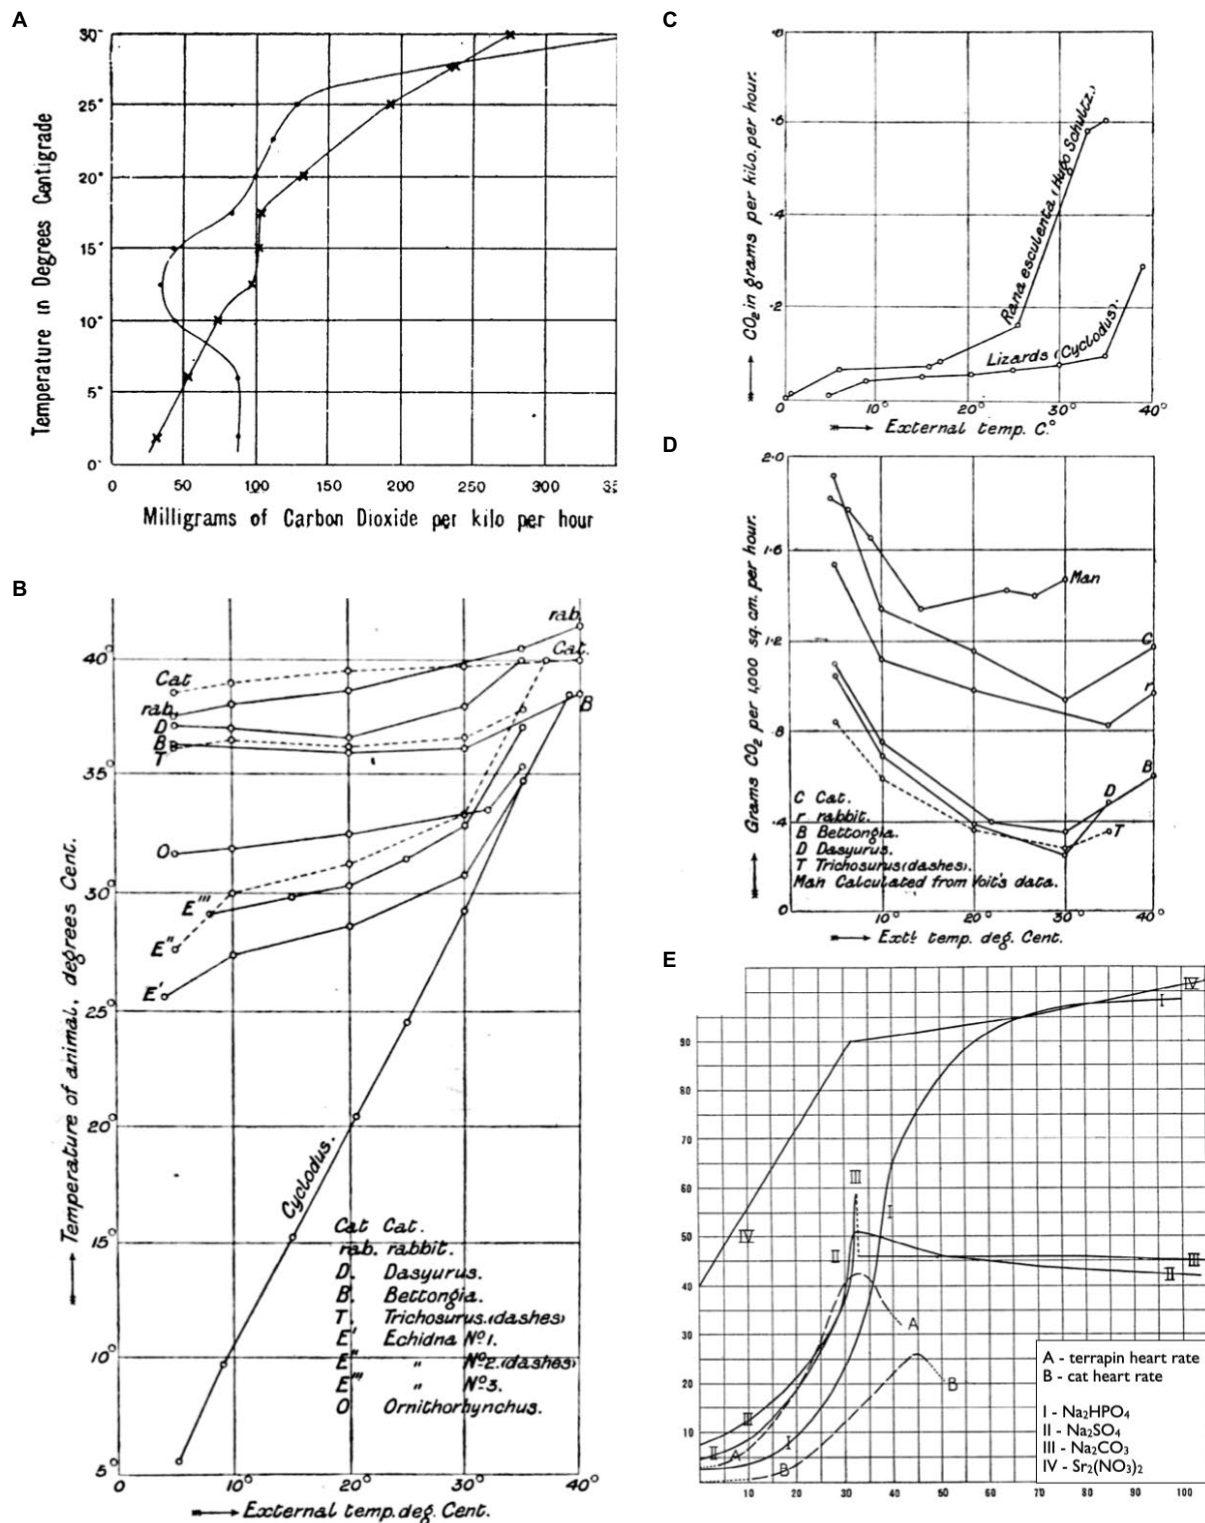 A
30°
25°
20°
15°
10°
5°
0°
Temperature in Degrees Centigrade
0 50 100 150 200 250 300 35
Milligrams of Carbon Dioxide per kilo per hour
B
rab.
Cat.
40°
Cat
rab.
D
B
T
B
35°
O
30°
E'''
E''
E'
25°
20°
15°
10°
5°
Temperature of animal, degrees Cent.
Cyclodus.
Cat Cat.
rab. rabbit.
D. Dasyurus.
B. Bettongia.
T. Trichosurus.(dashes)
E' Echidna No1.
E'' " No2.(dashes)
E''' " No3.
O Ornithorhynchus.
0 10° 20° 30° 40°
External temp. deg. Cent.
C
.8
.6
.4
.2
0
CO2 in grams per kilo. per hour.
Rana esculenta (Hugo Schultz)
Lizards (Cyclodus).
10° 20° 30° 40°
External temp. C.°
D
2.0
1.6
1.2
.8
.4
0
Grams CO2 per 1,000 sq. cm. per hour.
Man
C
r
B
D
T
C Cat.
r rabbit.
B Bettongia.
D Dasyurus.
T Trichosurus(dashes).
Man Calculated from Voit's data.
10° 20° 30° 40°
Extl. temp. deg. Cent.
E
IV
I
90
80
70
60
III
I
50
IV
II
III
II
40
A
30
20
B
III
10
II
A
I
B
A - terrapin heart rate
B - cat heart rate
I - Na2HPO4
II - Na2SO4
III - Na2CO3
IV - Sr2(NO3)2
10 20 30 40 50 60 70 80 90 100